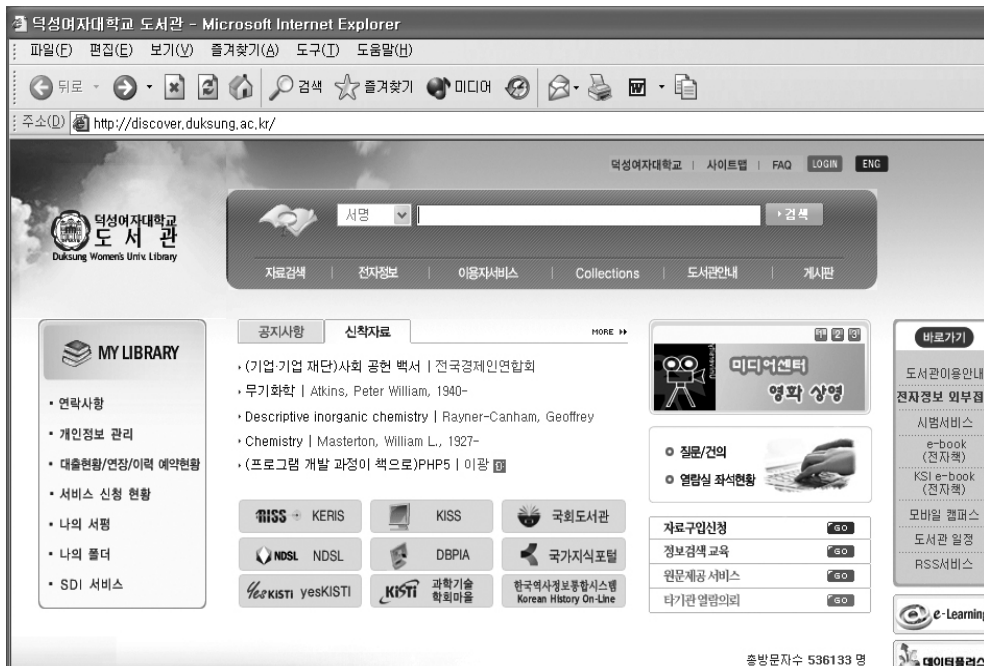 덕성여자대학교 도서관 - Microsoft Internet Explorer
파일(F) 편집(E) 보기(V) 즐겨찾기(A) 도구(T) 도움말(H)
뒤로 검색 즐겨찾기 미디어
주소(D) http://discover.duksung.ac.kr/
덕성여자대학교 | 사이트맵 | FAQ LOGIN ENG
덕성여자대학교
도서관
Duksung Women's Univ. Library
서명 검색
자료검색 | 전자정보 | 이용자서비스 | Collections | 도서관안내 | 게시판
MY LIBRARY
연락사항
개인정보 관리
대출현황/연장/이력 예약현황
서비스 신청 현황
나의 서평
나의 폴더
SDI 서비스
공지사항 신착자료 MORE
(기업·기업 재단)사회 공헌 백서 | 전국경제인연합회
무기화학 | Atkins, Peter William, 1940-
Descriptive inorganic chemistry | Rayner-Canham, Geoffrey
Chemistry | Masterton, William L., 1927-
(프로그램 개발 과정이 책으로)PHP5 | 이광
RISS KERIS KISS 국회도서관
NDSL NDSL DBPIA 국가지식포털
yesKISTI yesKISTI KISTI 과학기술 학회마을 한국역사정보통합시스템
Korean History On-Line
1 2 3
미디어센터
영화 상영
질문/건의
열람실 좌석현황
자료구입신청 GO
정보검색 교육 GO
원문제공 서비스 GO
타기관 열람의뢰 GO
총방문자수 536133 명
바로가기
도서관이용안내
전자정보 외부접
시범서비스
e-book
(전자책)
KSI e-book
(전자책)
모바일 캠퍼스
도서관 일정
RSS서비스
e-Learning
데이터플러스